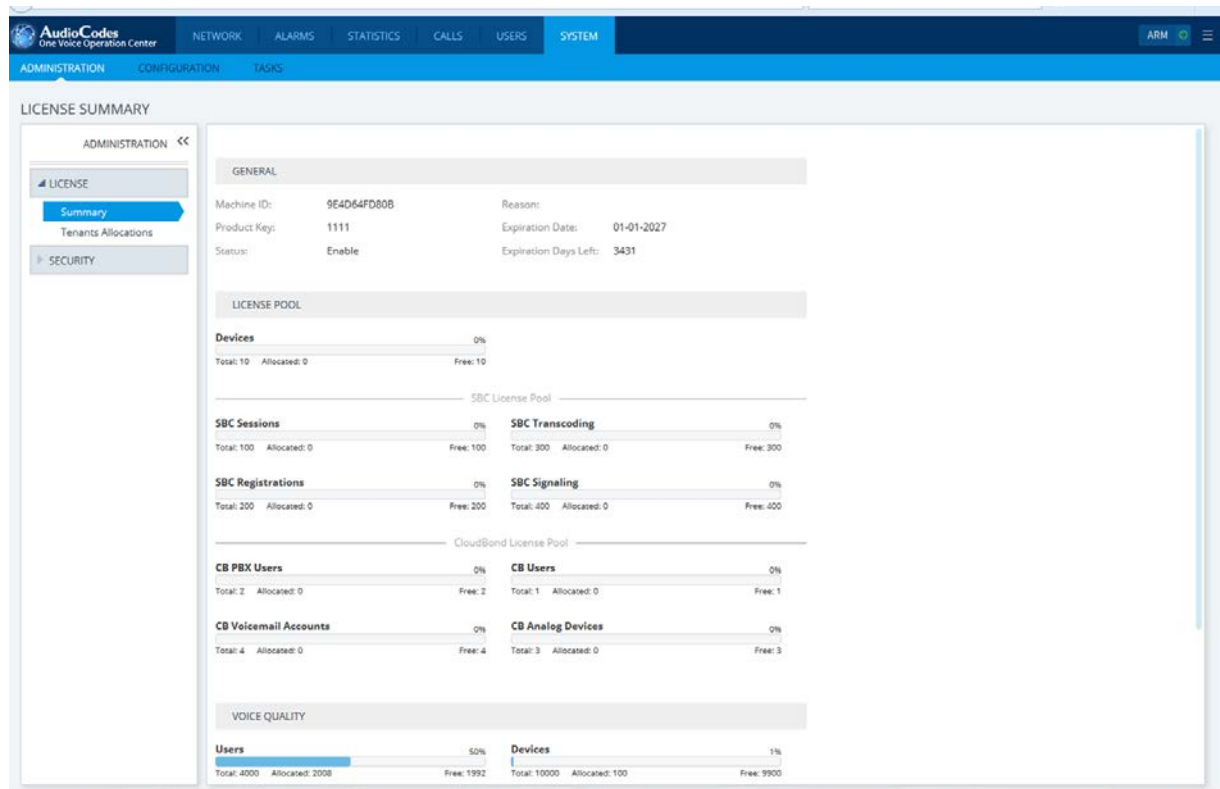 AudioCodes
One Voice Operation Center
NETWORK ALARMS STATISTICS CALLS USERS SYSTEM ARM
ADMINISTRATION CONFIGURATION TASKS
LICENSE SUMMARY
ADMINISTRATION <<
LICENSE
Summary
Tenants Allocations
SECURITY
GENERAL
Machine ID: 9E4D64FD80B Reason:
Product Key: 1111 Expiration Date: 01-01-2027
Status: Enable Expiration Days Left: 3431
LICENSE POOL
Devices 0%
Total: 10 Allocated: 0 Free: 10
SBC License Pool
SBC Sessions 0% SBC Transcoding 0%
Total: 100 Allocated: 0 Free: 100 Total: 300 Allocated: 0 Free: 300
SBC Registrations 0% SBC Signaling 0%
Total: 200 Allocated: 0 Free: 200 Total: 400 Allocated: 0 Free: 400
CloudBond License Pool
CB PBX Users 0% CB Users 0%
Total: 2 Allocated: 0 Free: 2 Total: 1 Allocated: 0 Free: 1
CB Voicemail Accounts 0% CB Analog Devices 0%
Total: 4 Allocated: 0 Free: 4 Total: 3 Allocated: 0 Free: 3
VOICE QUALITY
Users 50% Devices 1%
Total: 4000 Allocated: 2008 Free: 1992 Total: 10000 Allocated: 100 Free: 9900